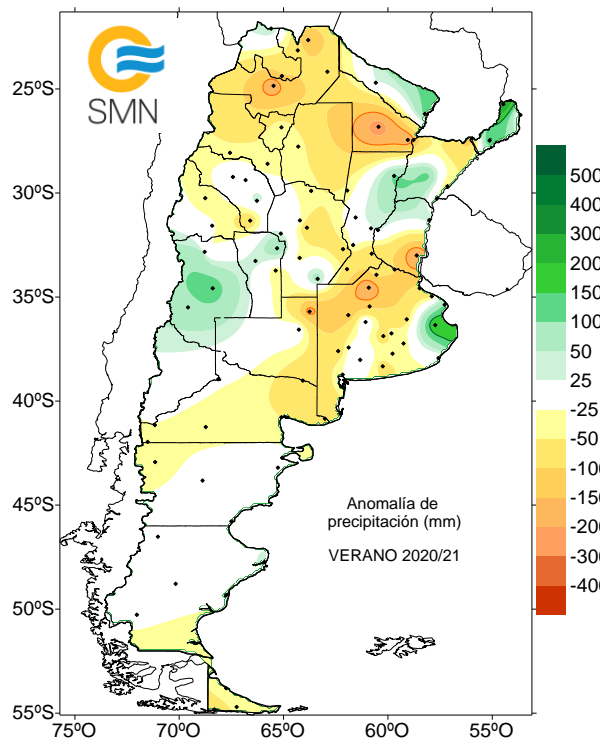 SMN
25ºS
30ºS
35ºS
40ºS
45ºS
50ºS
55ºS
75ºO
70ºO
65ºO
60ºO
55ºO
Anomalía de
precipitación (mm)
VERANO 2020/21
500
400
300
200
150
100
50
25
-25
-50
-100
-150
-200
-300
-400